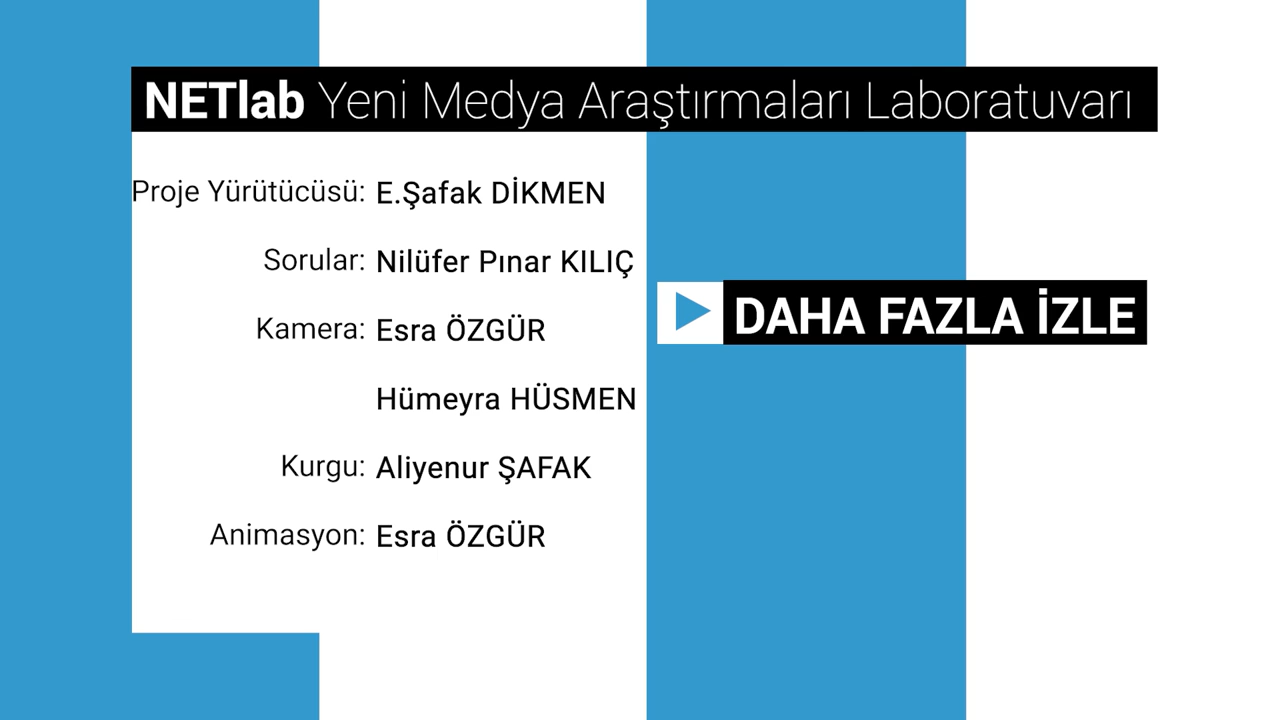 NETlab Yeni Medya Araştırmaları Laboratuvarı
Proje Yürütücüsü: E.Şafak DİKMEN
Sorular: Nilüfer Pınar KILIÇ
Kamera: Esra ÖZGÜR
Hümeyra HÜSMEN
Kurgu: Aliyenur ŞAFAK
Animasyon: Esra ÖZGÜR
DAHA FAZLA İZLE